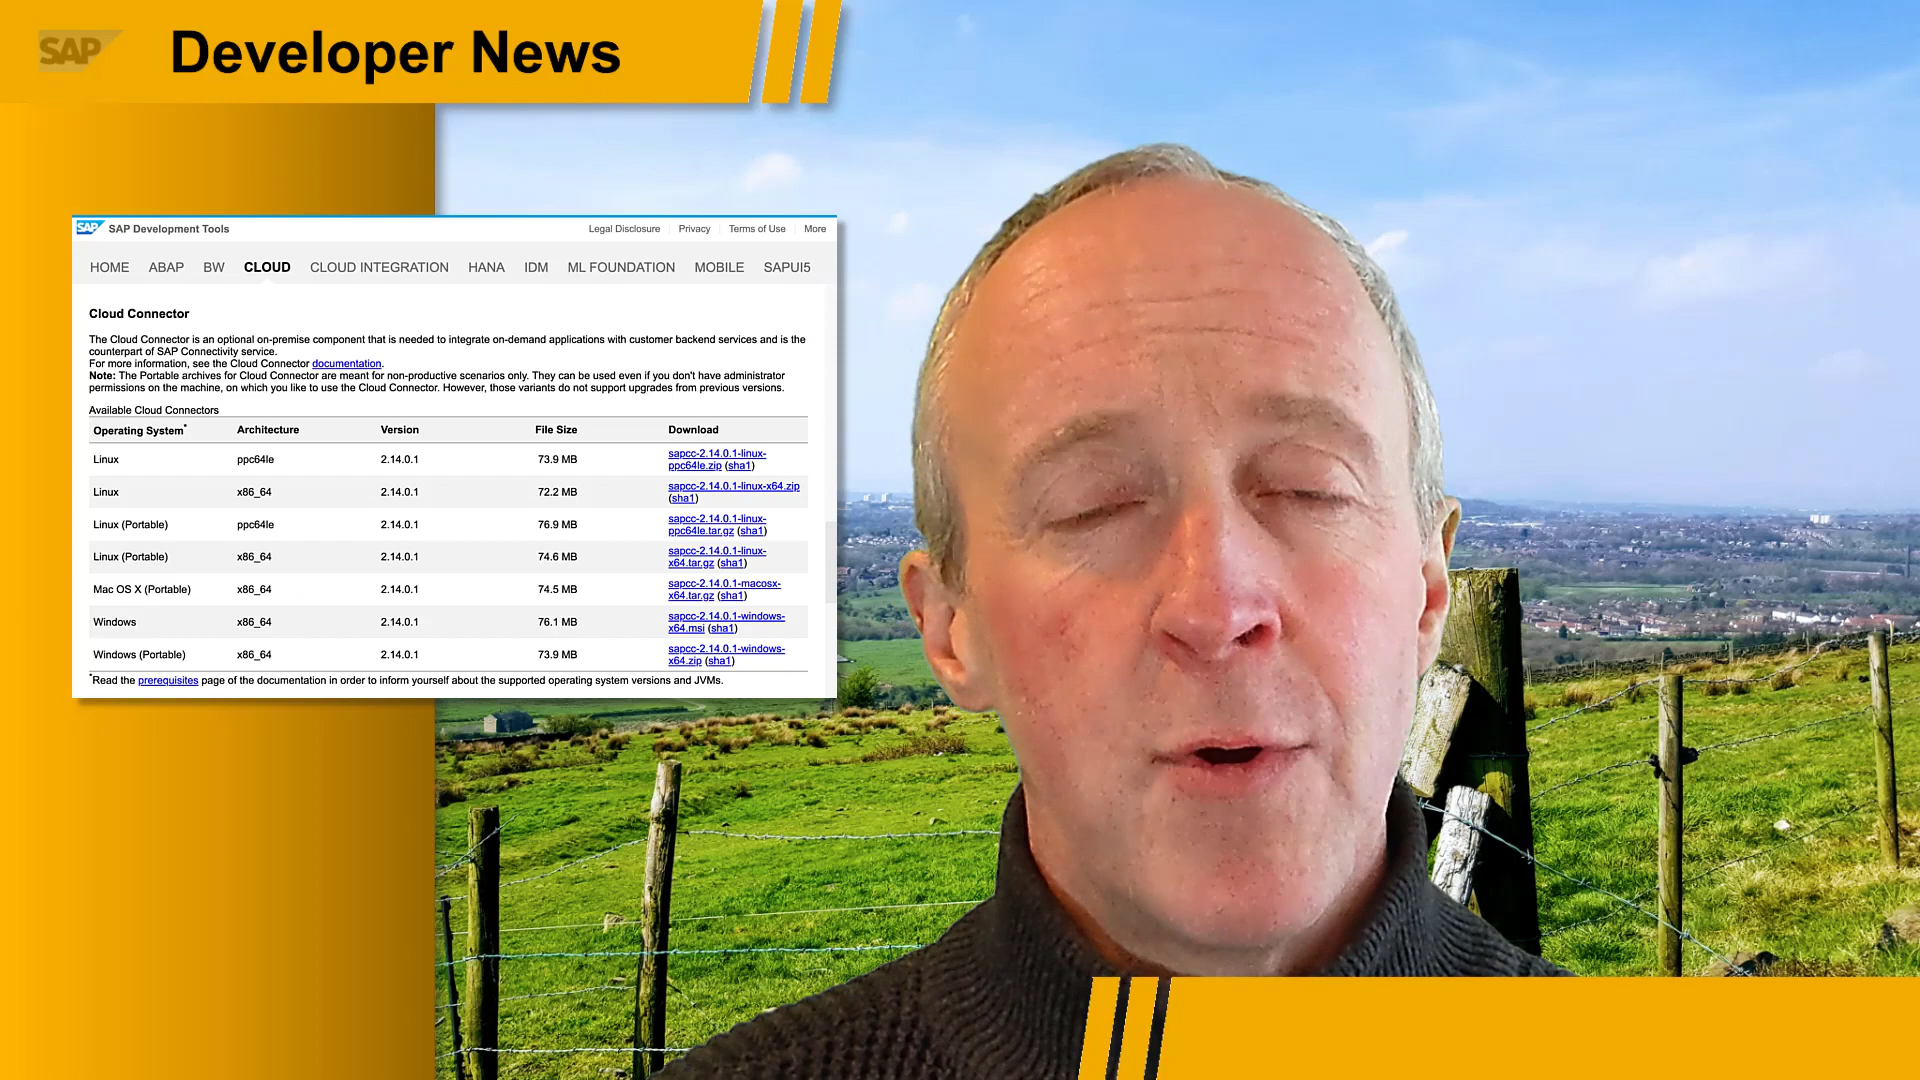 SAP Developer News
SAP SAP Development Tools Legal Disclosure Privacy Terms of Use More
HOME ABAP BW CLOUD CLOUD INTEGRATION HANA IDM ML FOUNDATION MOBILE SAPUI5
Cloud Connector
The Cloud Connector is an optional on-premise component that is needed to integrate on-demand applications with customer backend services and is the
counterpart of SAP Connectivity service.
For more information, see the Cloud Connector documentation.
Note: The Portable archives for Cloud Connector are meant for non-productive scenarios only. They can be used even if you don't have administrator
permissions on the machine, on which you like to use the Cloud Connector. However, those variants do not support upgrades from previous versions.
Available Cloud Connectors
Operating System* Architecture Version File Size Download
Linux ppc64le 2.14.0.1 73.9 MB sapcc-2.14.0.1-linux-
ppc64le.zip (sha1)
Linux x86_64 2.14.0.1 72.2 MB sapcc-2.14.0.1-linux-x64.zip
(sha1)
Linux (Portable) ppc64le 2.14.0.1 76.9 MB sapcc-2.14.0.1-linux-
ppc64le.tar.gz (sha1)
Linux (Portable) x86_64 2.14.0.1 74.6 MB sapcc-2.14.0.1-linux-
x64.tar.gz (sha1)
Mac OS X (Portable) x86_64 2.14.0.1 74.5 MB sapcc-2.14.0.1-macosx-
x64.tar.gz (sha1)
Windows x86_64 2.14.0.1 76.1 MB sapcc-2.14.0.1-windows-
x64.msi (sha1)
Windows (Portable) x86_64 2.14.0.1 73.9 MB sapcc-2.14.0.1-windows-
x64.zip (sha1)
*Read the prerequisites page of the documentation in order to inform yourself about the supported operating system versions and JVMs.